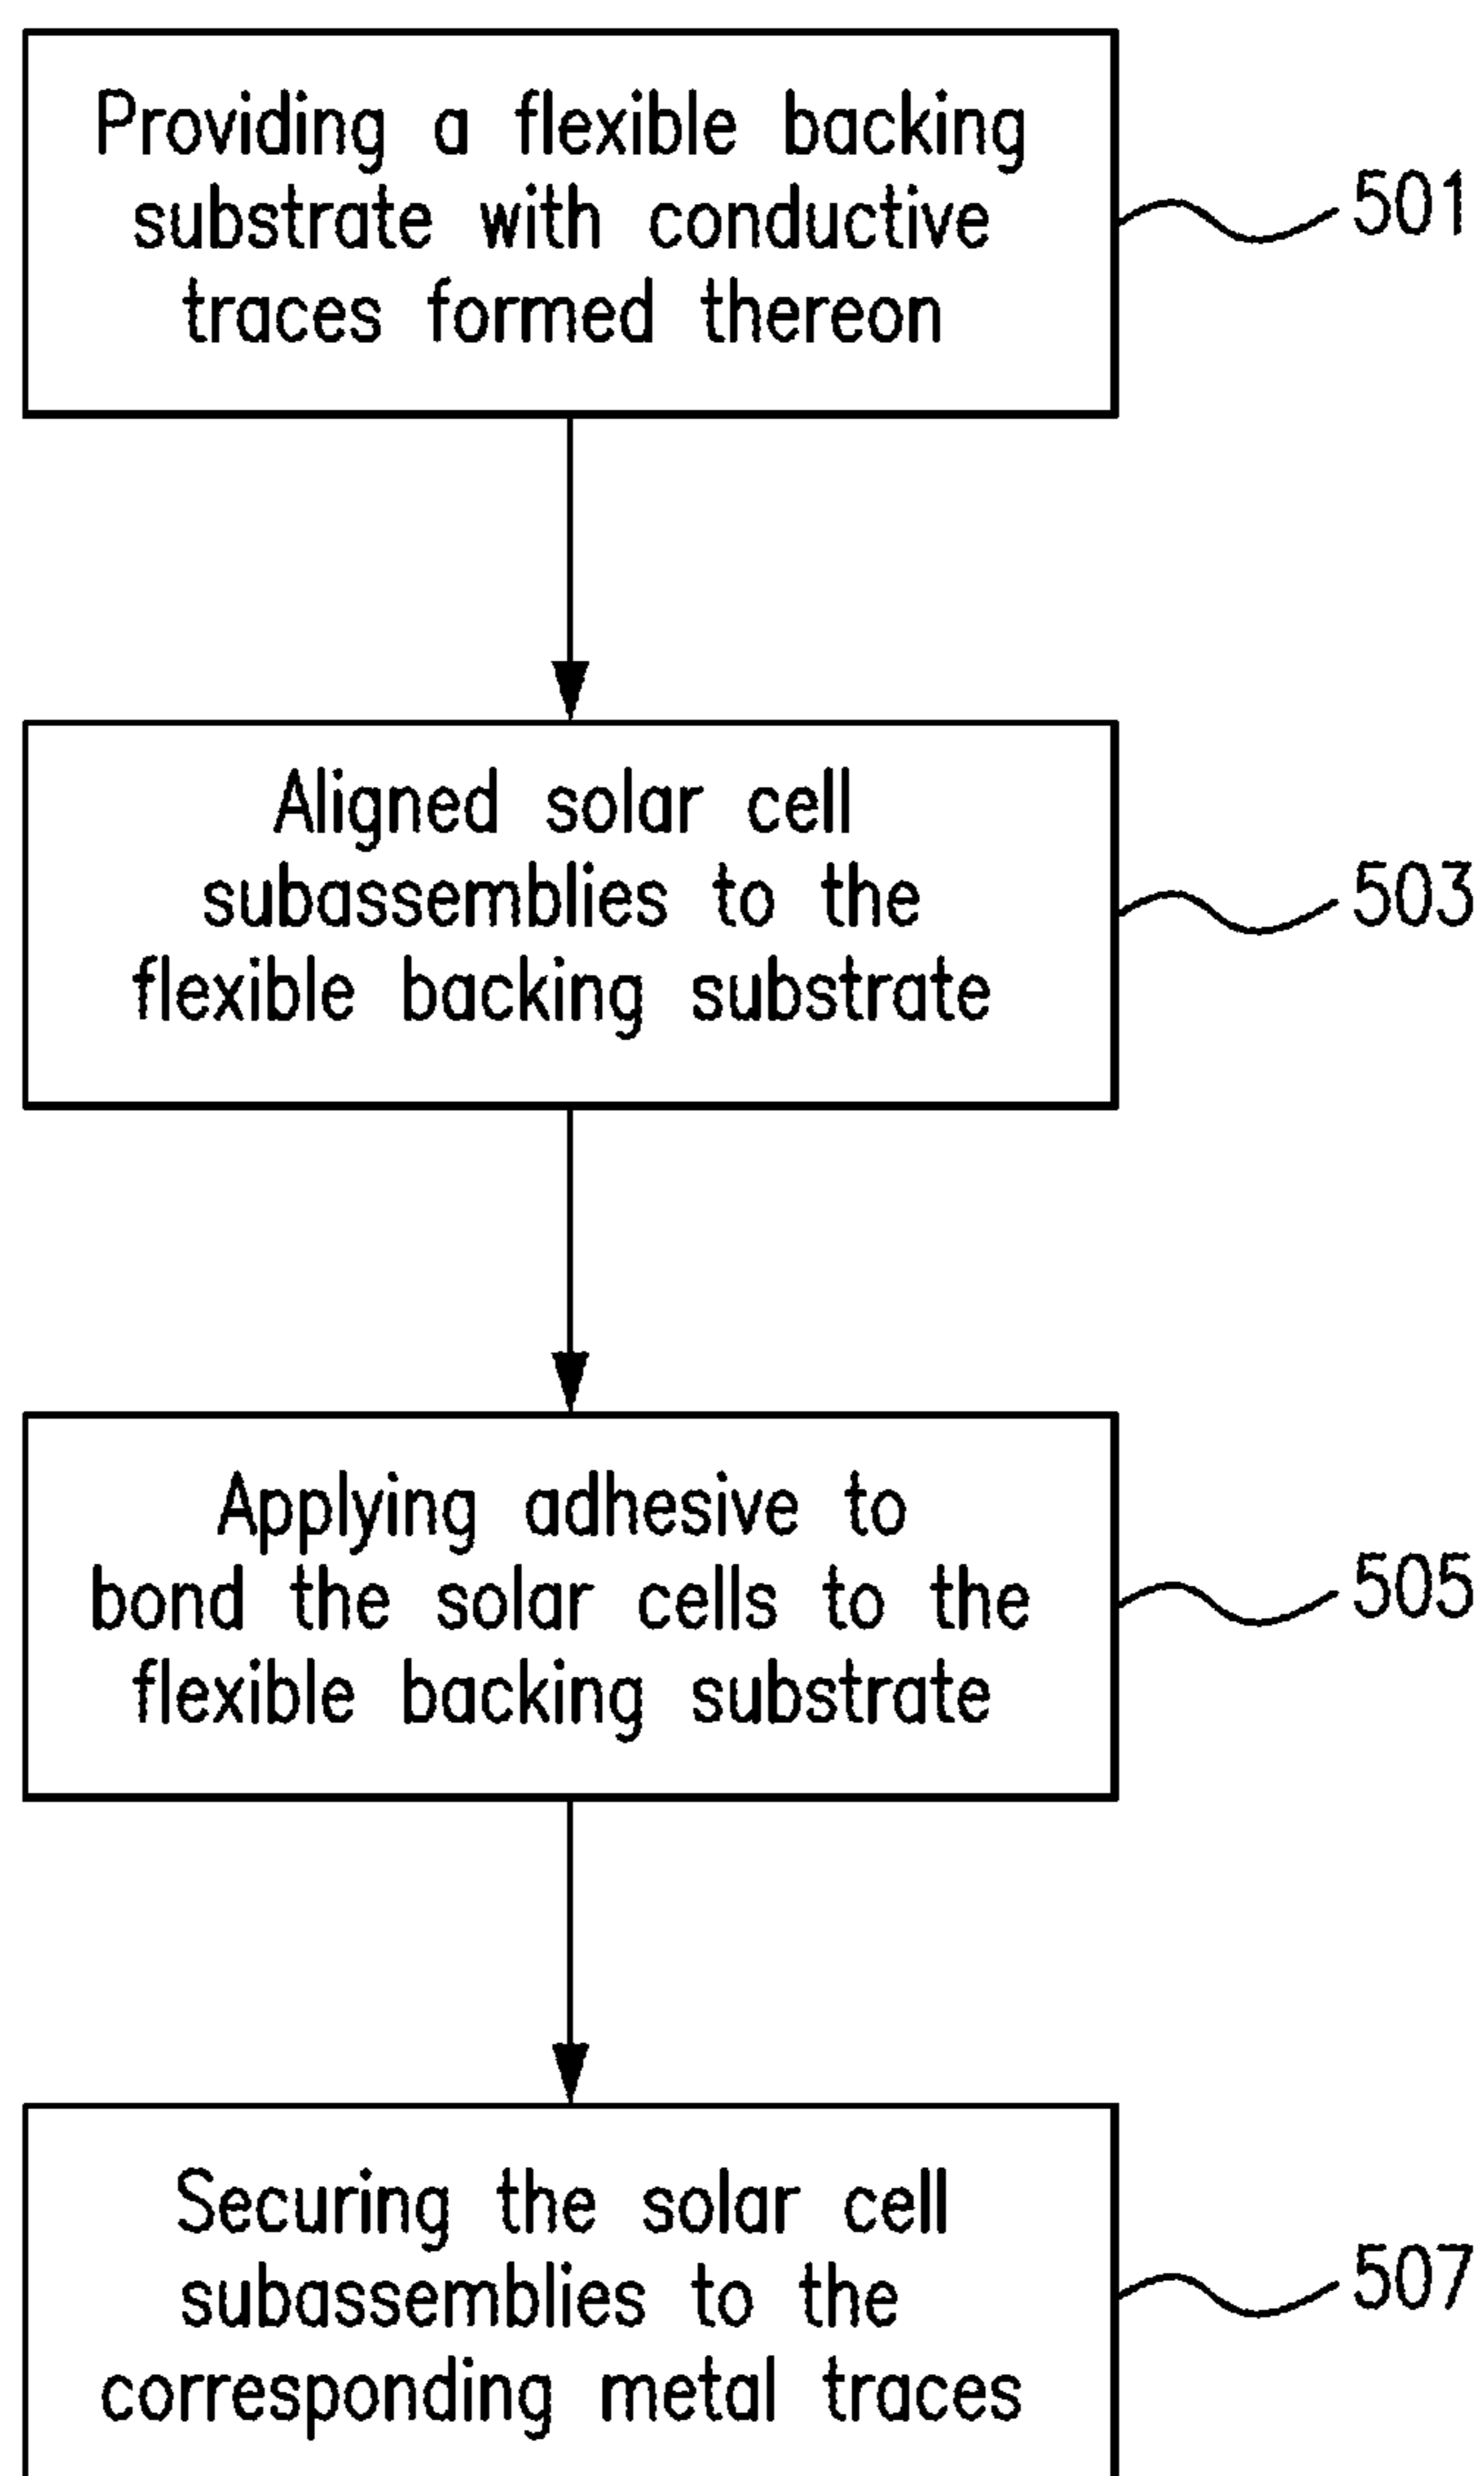 Providing a flexible backing
substrate with conductive
traces formed thereon
501
Aligned solar cell
subassemblies to the
flexible backing substrate
503
Applying adhesive to
bond the solar cells to the
flexible backing substrate
505
Securing the solar cell
subassemblies to the
corresponding metal traces
507